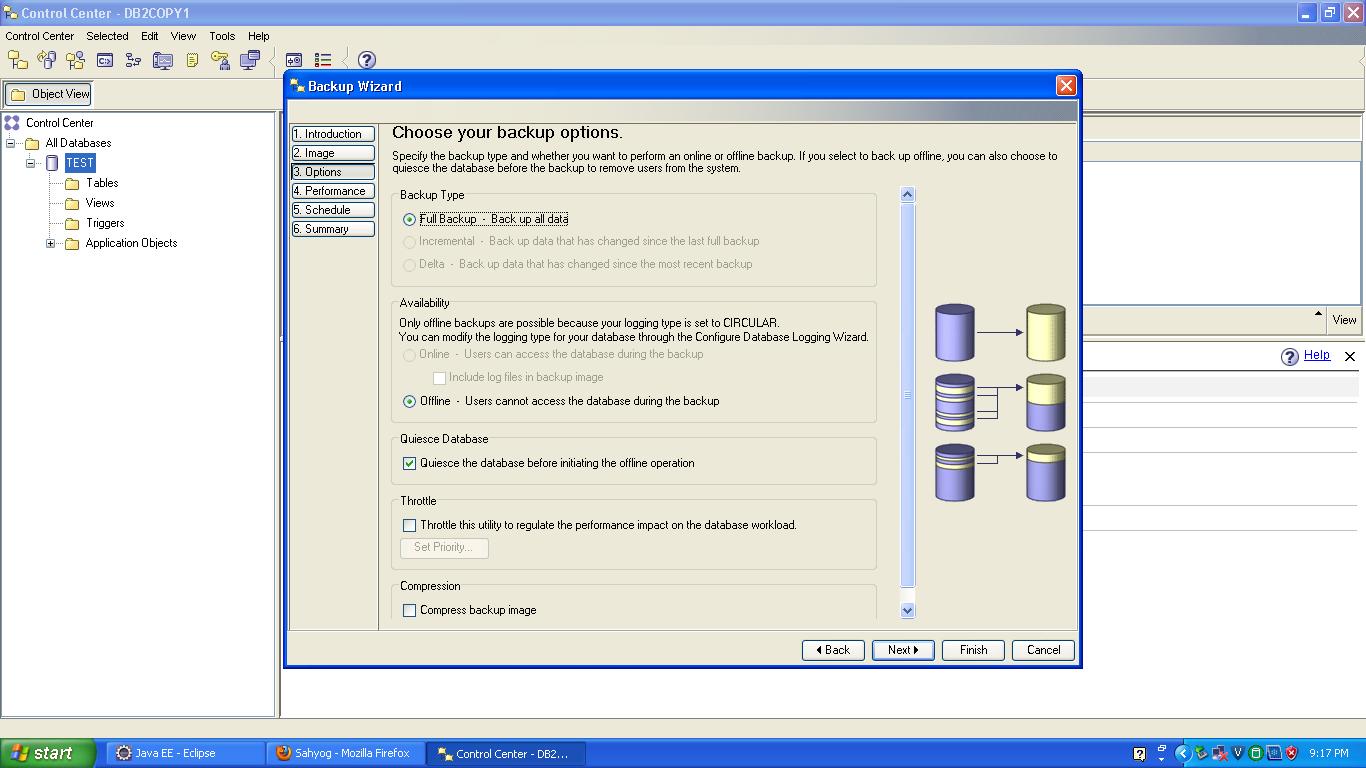 Control Center - DB2COPY1
Control Center Selected Edit View Tools Help
Object View
Control Center
All Databases
TEST
Tables
Views
Triggers
Application Objects
Backup Wizard
1. Introduction
2. Image
3. Options
4. Performance
5. Schedule
6. Summary
Choose your backup options.
Specify the backup type and whether you want to perform an online or offline backup. If you select to back up offline, you can also choose to
quiesce the database before the backup to remove users from the system.
Backup Type
Full Backup - Back up all data
Incremental - Back up data that has changed since the last full backup
Delta - Back up data that has changed since the most recent backup
Availability
Only offline backups are possible because your logging type is set to CIRCULAR.
You can modify the logging type for your database through the Configure Database Logging Wizard.
Online - Users can access the database during the backup
Include log files in backup image
Offline - Users cannot access the database during the backup
Quiesce Database
Quiesce the database before initiating the offline operation
Throttle
Throttle this utility to regulate the performance impact on the database workload.
Set Priority...
Compression
Compress backup image
Back Next Finish Cancel
View
Help
start
Java EE - Eclipse
Sahyog - Mozilla Firefox
Control Center - DB2...
9:17 PM